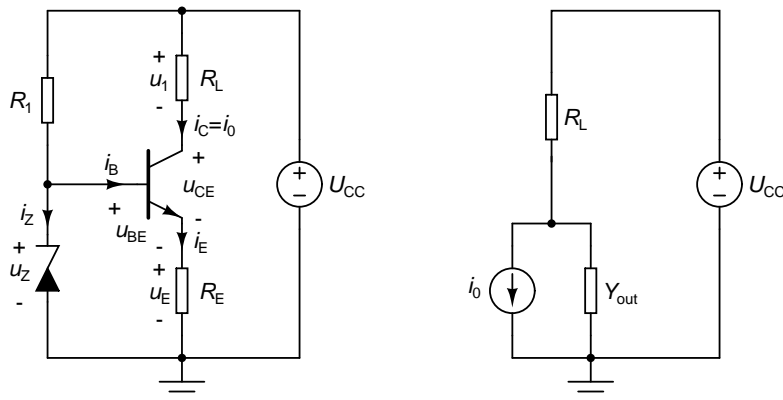 +
u1
-
RL
R1
iC=i0
iB
+
uCE
-
+
-
UCC
iZ
+
uBE
-
iE
+
uZ
-
+
uE
-
RE
RL
+
-
UCC
i0
Yout